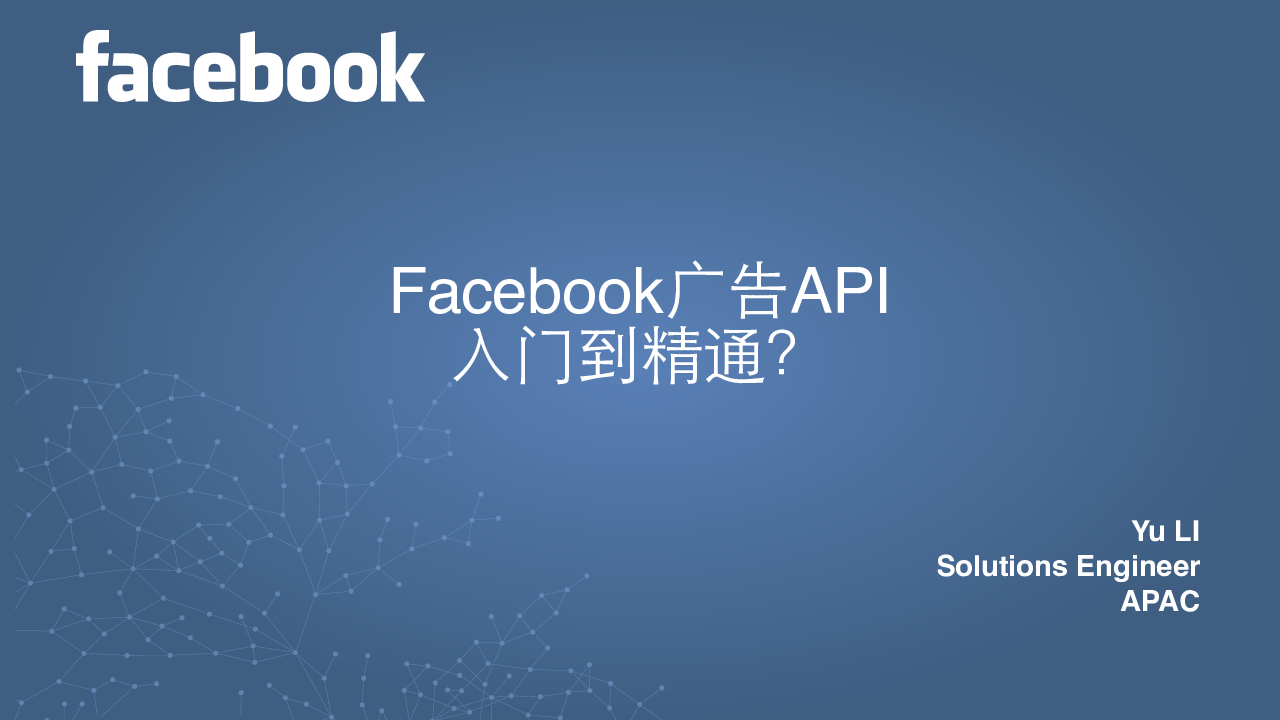 facebook
Facebook广告API
入门到精通？
Yu LI
Solutions Engineer
APAC